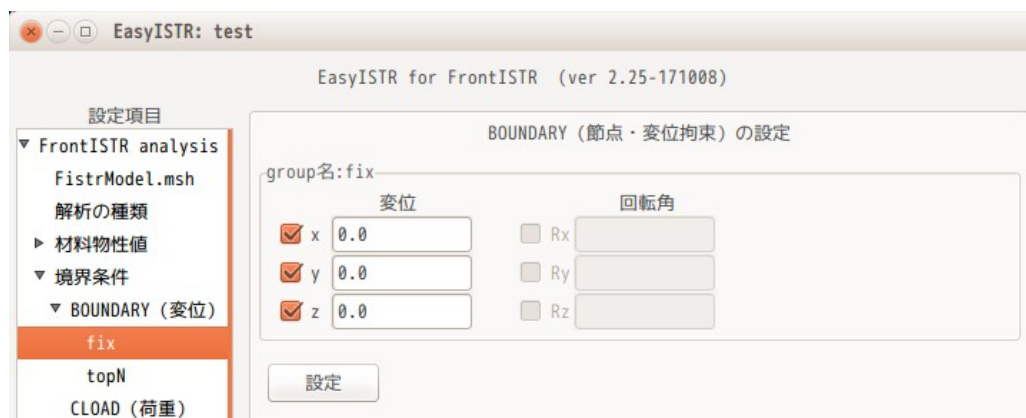 EasyISTR: test
EasyISTR for FrontISTR (ver 2.25-171008)
設定項目
FrontISTR analysis
FistrModel.msh
解析の種類
材料物性値
境界条件
BOUNDARY (変位)
fix
topN
CLOAD (荷重)
BOUNDARY (節点・変位拘束) の設定
group名:fix
変位 回転角
x 0.0 Rx
y 0.0 Ry
z 0.0 Rz
設定